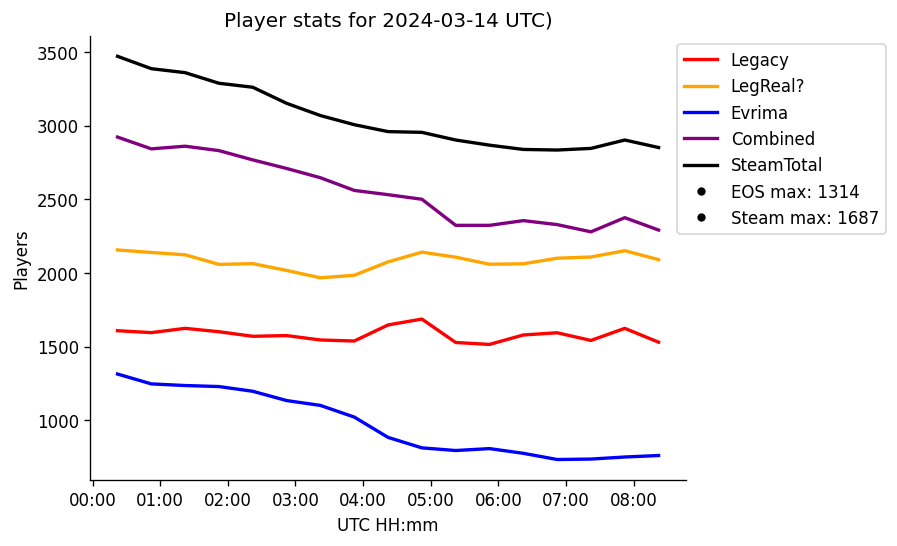 Player stats for 2024-03-14 UTC)
3500
3000
2500
2000
1500
1000
Players
00:00 01:00 02:00 03:00 04:00 05:00 06:00 07:00 08:00
UTC HH:mm
Legacy
LegReal?
Evrima
Combined
SteamTotal
EOS max: 1314
Steam max: 1687